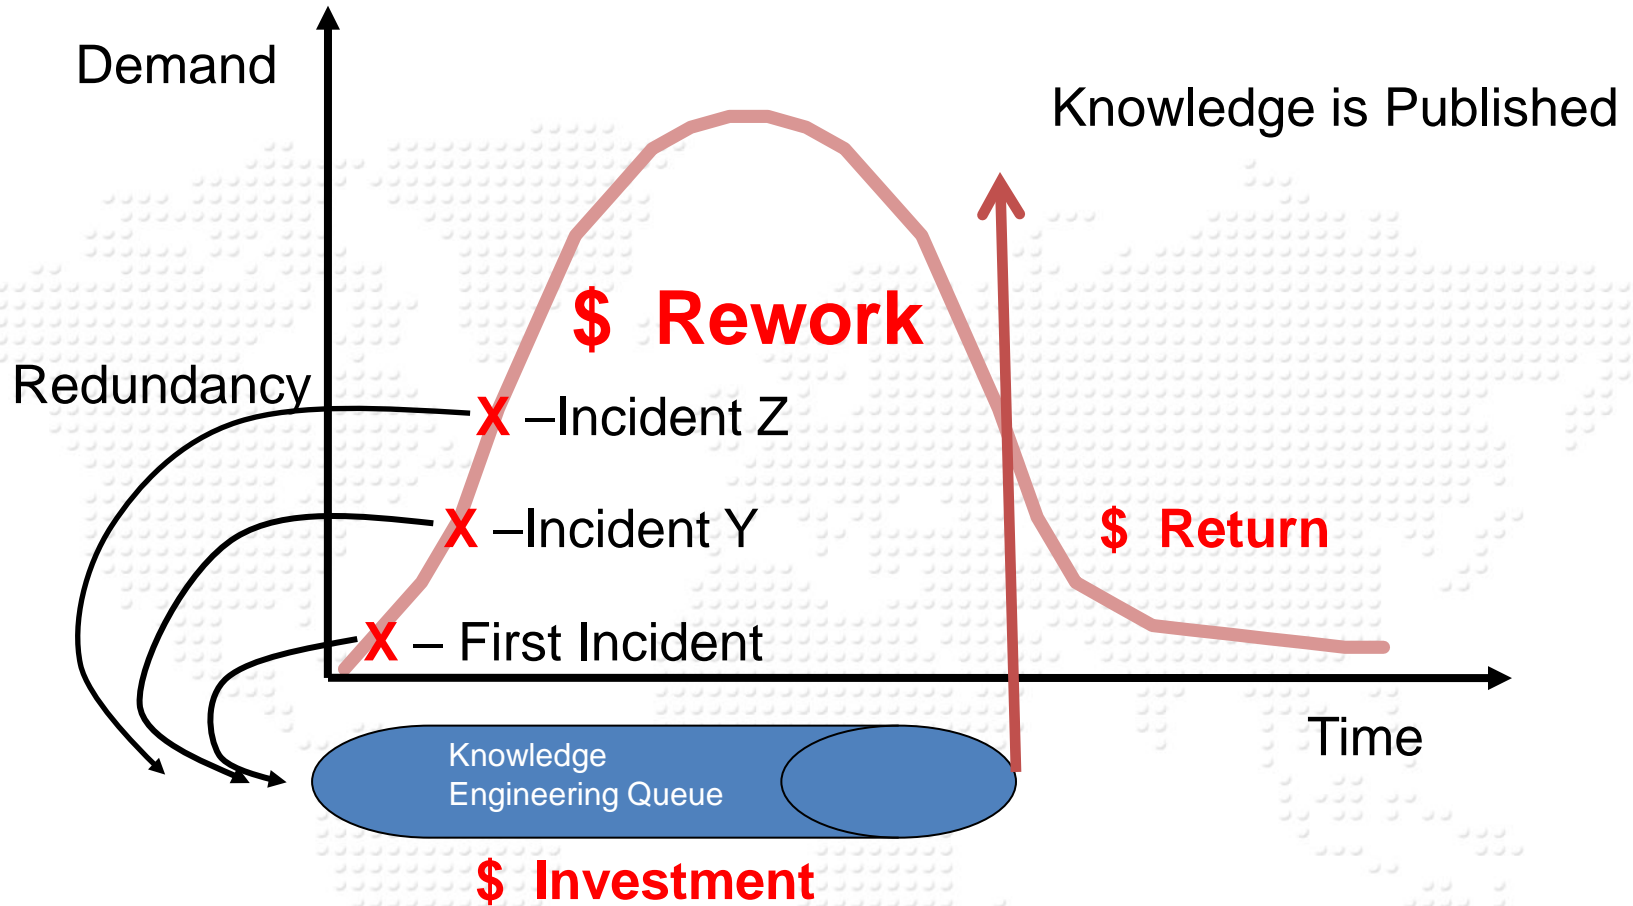 Demand
Knowledge is Published
$ Rework
Redundancy
X –Incident Z
X –Incident Y
$ Return
X – First Incident
Time
Knowledge
Engineering Queue
$ Investment